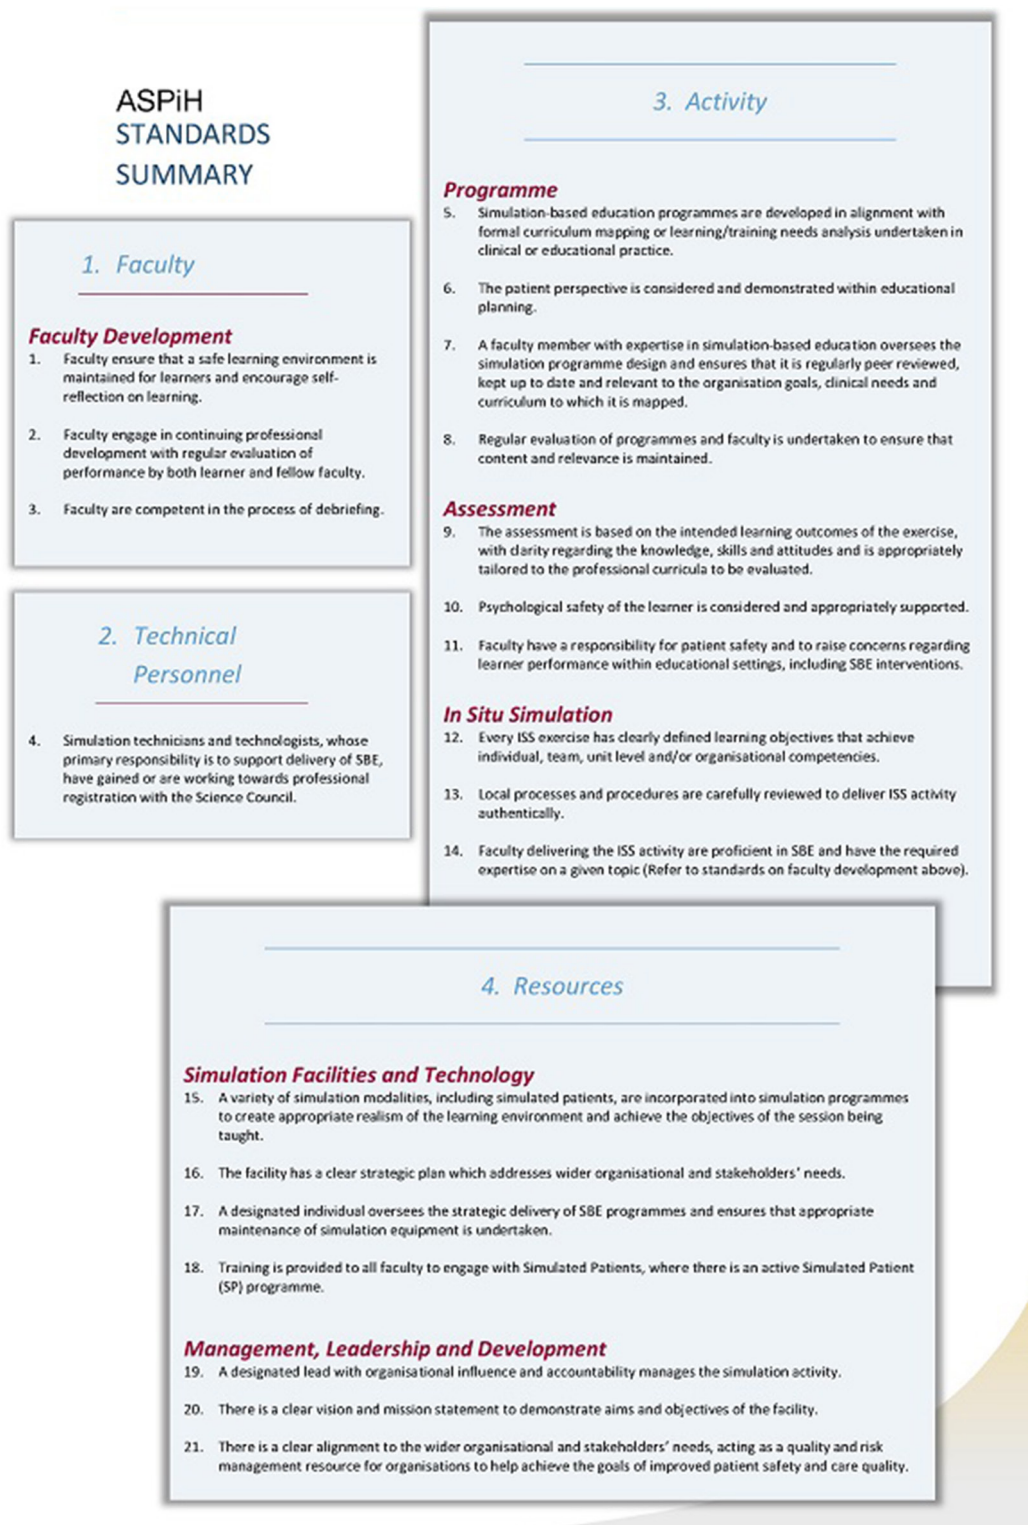 ASPiH
STANDARDS
SUMMARY
1. Faculty
Faculty Development
1. Faculty ensure that a safe learning environment is
maintained for learners and encourage self-
reflection on learning.
2. Faculty engage in continuing professional
development with regular evaluation of
performance by both learner and fellow faculty.
3. Faculty are competent in the process of debriefing.
2. Technical
Personnel
4. Simulation technicians and technologists, whose
primary responsibility is to support delivery of SBE,
have gained or are working towards professional
registration with the Science Council.
3. Activity
Programme
5. Simulation-based education programmes are developed in alignment with
formal curriculum mapping or learning/training needs analysis undertaken in
clinical or educational practice.
6. The patient perspective is considered and demonstrated within educational
planning.
7. A faculty member with expertise in simulation-based education oversees the
simulation programme design and ensures that it is regularly peer reviewed,
kept up to date and relevant to the organisation goals, clinical needs and
curriculum to which it is mapped.
8. Regular evaluation of programmes and faculty is undertaken to ensure that
content and relevance is maintained.
Assessment
9. The assessment is based on the intended learning outcomes of the exercise,
with clarity regarding the knowledge, skills and attitudes and is appropriately
tailored to the professional curricula to be evaluated.
10. Psychological safety of the learner is considered and appropriately supported.
11. Faculty have a responsibility for patient safety and to raise concerns regarding
learner performance within educational settings, including SBE interventions.
In Situ Simulation
12. Every ISS exercise has clearly defined learning objectives that achieve
individual, team, unit level and/or organisational competencies.
13. Local processes and procedures are carefully reviewed to deliver ISS activity
authentically.
14. Faculty delivering the ISS activity are proficient in SBE and have the required
expertise on a given topic (Refer to standards on faculty development above).
4. Resources
Simulation Facilities and Technology
15. A variety of simulation modalities, including simulated patients, are incorporated into simulation programmes
to create appropriate realism of the learning environment and achieve the objectives of the session being
taught.
16. The facility has a clear strategic plan which addresses wider organisational and stakeholders' needs.
17. A designated individual oversees the strategic delivery of SBE programmes and ensures that appropriate
maintenance of simulation equipment is undertaken.
18. Training is provided to all faculty to engage with Simulated Patients, where there is an active Simulated Patient
(SP) programme.
Management, Leadership and Development
19. A designated lead with organisational influence and accountability manages the simulation activity.
20. There is a clear vision and mission statement to demonstrate aims and objectives of the facility.
21. There is a clear alignment to the wider organisational and stakeholders' needs, acting as a quality and risk
management resource for organisations to help achieve the goals of improved patient safety and care quality.